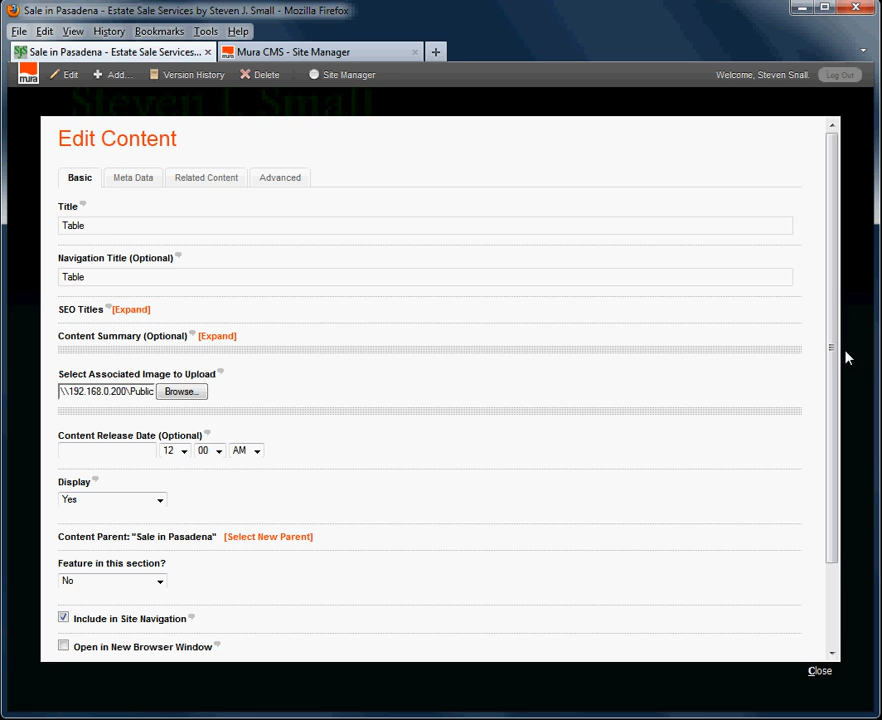 Sale in Pasadena - Estate Sale Services by Steven J. Small - Mozilla Firefox
File Edit View History Bookmarks Tools Help
Sale in Pasadena - Estate Sale Services... × Mura CMS - Site Manager × +
mura Edit Add... Version History Delete Site Manager Welcome, Steven Snall. Log Out
Steven J. Small
Edit Content
Basic Meta Data Related Content Advanced
Title
Table
Navigation Title (Optional)
Table
SEO Titles [Expand]
Content Summary (Optional) [Expand]
Select Associated Image to Upload
\\192.168.0.200\Public Browse...
Content Release Date (Optional)
12 00 AM
Display
Yes
Content Parent: "Sale in Pasadena" [Select New Parent]
Feature in this section?
No
Include in Site Navigation
Open in New Browser Window
Close